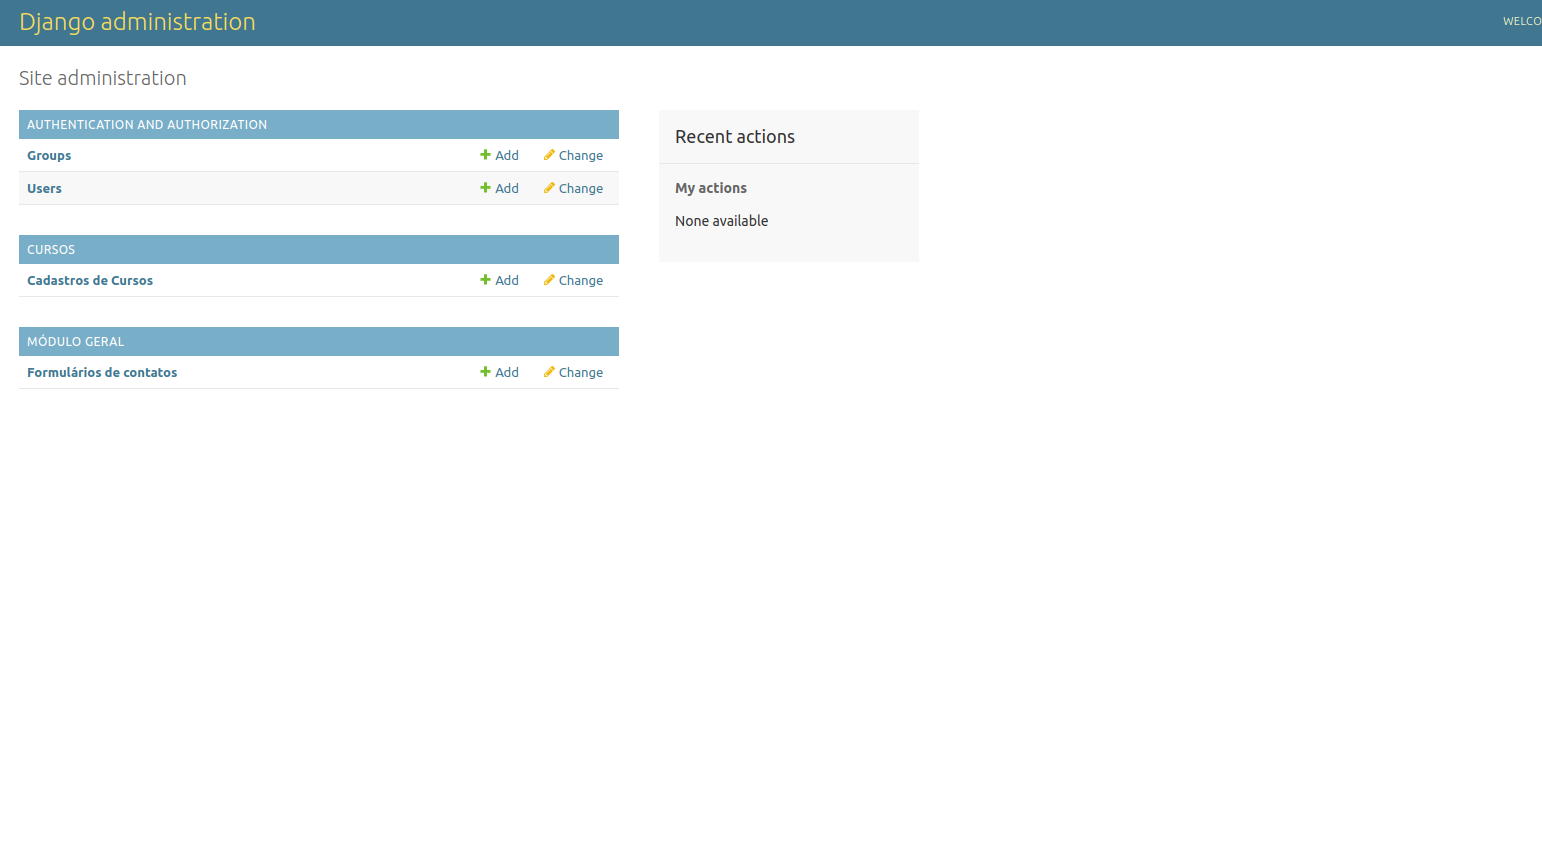 Django administration
WELCO
Site administration
AUTHENTICATION AND AUTHORIZATION
Groups Add Change
Users Add Change
CURSOS
Cadastros de Cursos Add Change
MÓDULO GERAL
Formulários de contatos Add Change
Recent actions
My actions
None available